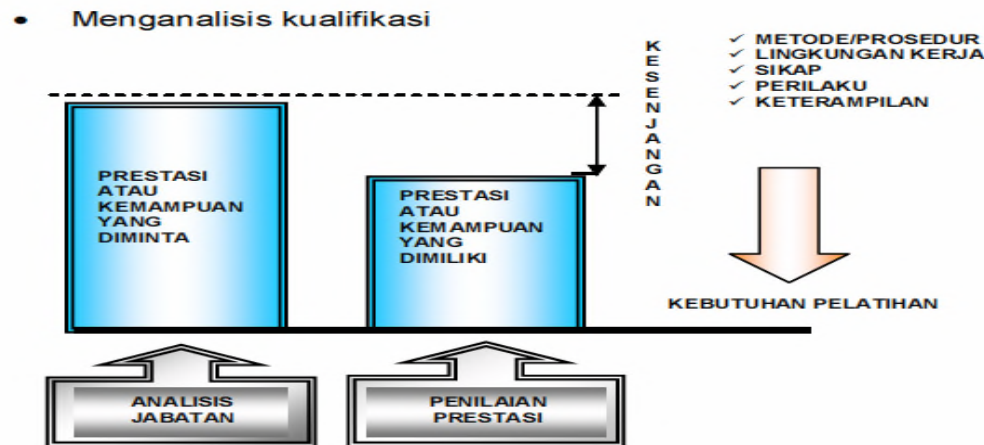 • Menganalisis kualifikasi
KESENJANGAN
✓ METODE/PROSEDUR
✓ LINGKUNGAN KERJA
✓ SIKAP
✓ PERILAKU
✓ KETERAMPILAN
PRESTASI
ATAU
KEMAMPUAN
YANG
DIMINTA
PRESTASI
ATAU
KEMAMPUAN
YANG
DIMILIKI
KEBUTUHAN PELATIHAN
ANALISIS
JABATAN
PENILAIAN
PRESTASI